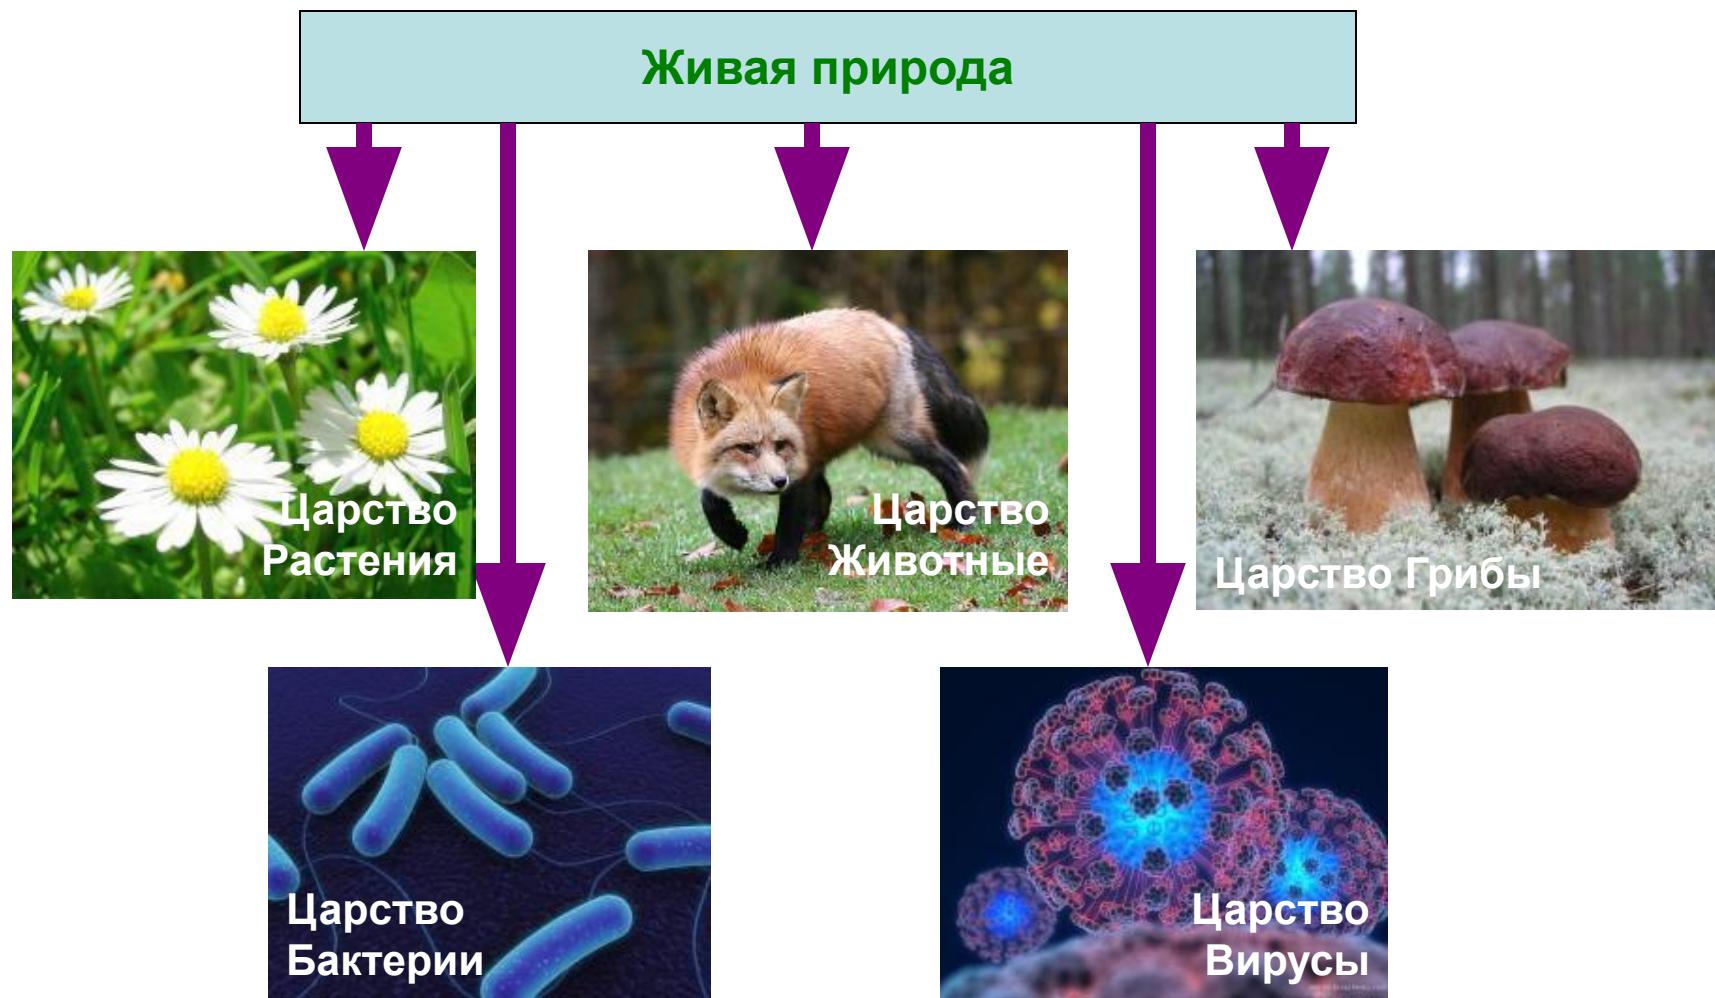 Живая природа
Царство
Растения
Царство
Животные
Царство Грибы
Царство
Бактерии
Царство
Вирусы